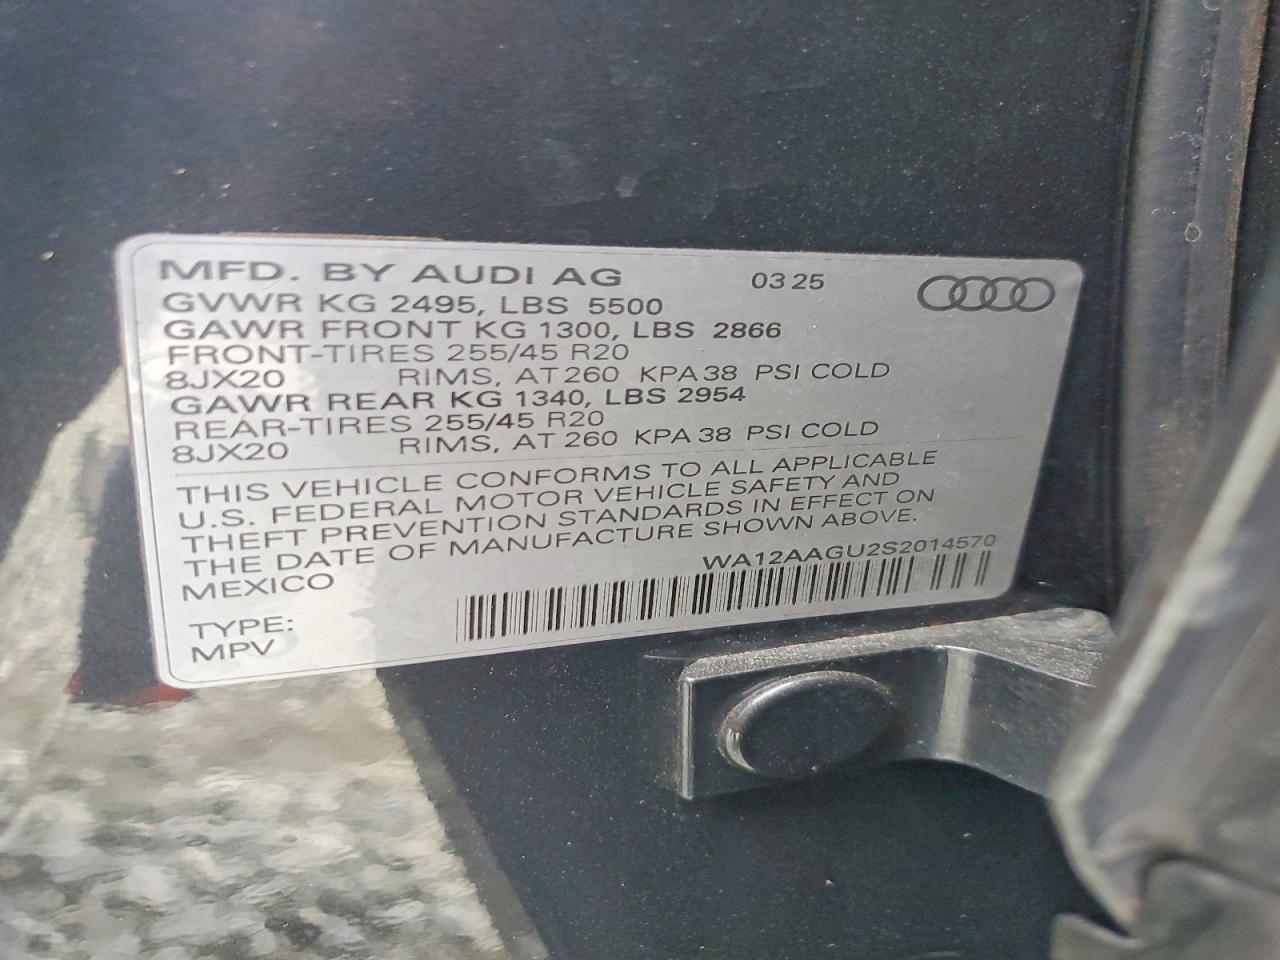 MFD. BY AUDI AG 03 25
GVWR KG 2495, LBS 5500
GAWR FRONT KG 1300, LBS 2866
FRONT-TIRES 255/45 R20
8JX20 RIMS, AT 260 KPA 38 PSI COLD
GAWR REAR KG 1340, LBS 2954
REAR-TIRES 255/45 R20
8JX20 RIMS, AT 260 KPA 38 PSI COLD
THIS VEHICLE CONFORMS TO ALL APPLICABLE
U.S. FEDERAL MOTOR VEHICLE SAFETY AND
THEFT PREVENTION STANDARDS IN EFFECT ON
THE DATE OF MANUFACTURE SHOWN ABOVE.
MEXICO WA12AAGU2S2014570
TYPE:
MPV